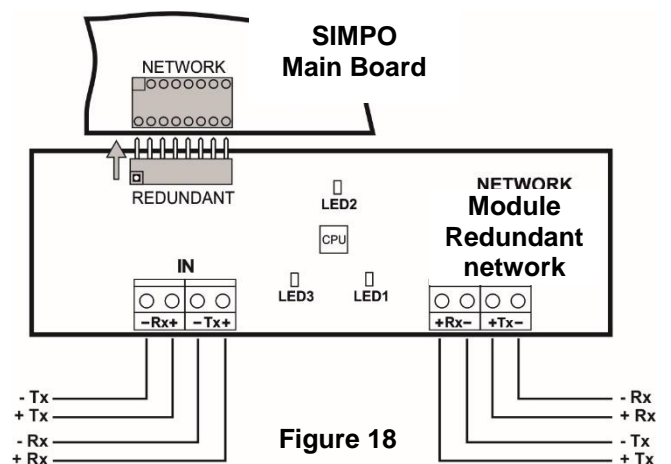 SIMPO
Main Board
NETWORK
REDUNDANT
NETWORK
Module
Redundant
network
LED2
CPU
IN
LED3
LED1
–Rx+ –Tx+
+Rx– +Tx–
- Tx
+ Tx
- Rx
+ Rx
- Rx
+ Rx
- Tx
+ Tx
Figure 18